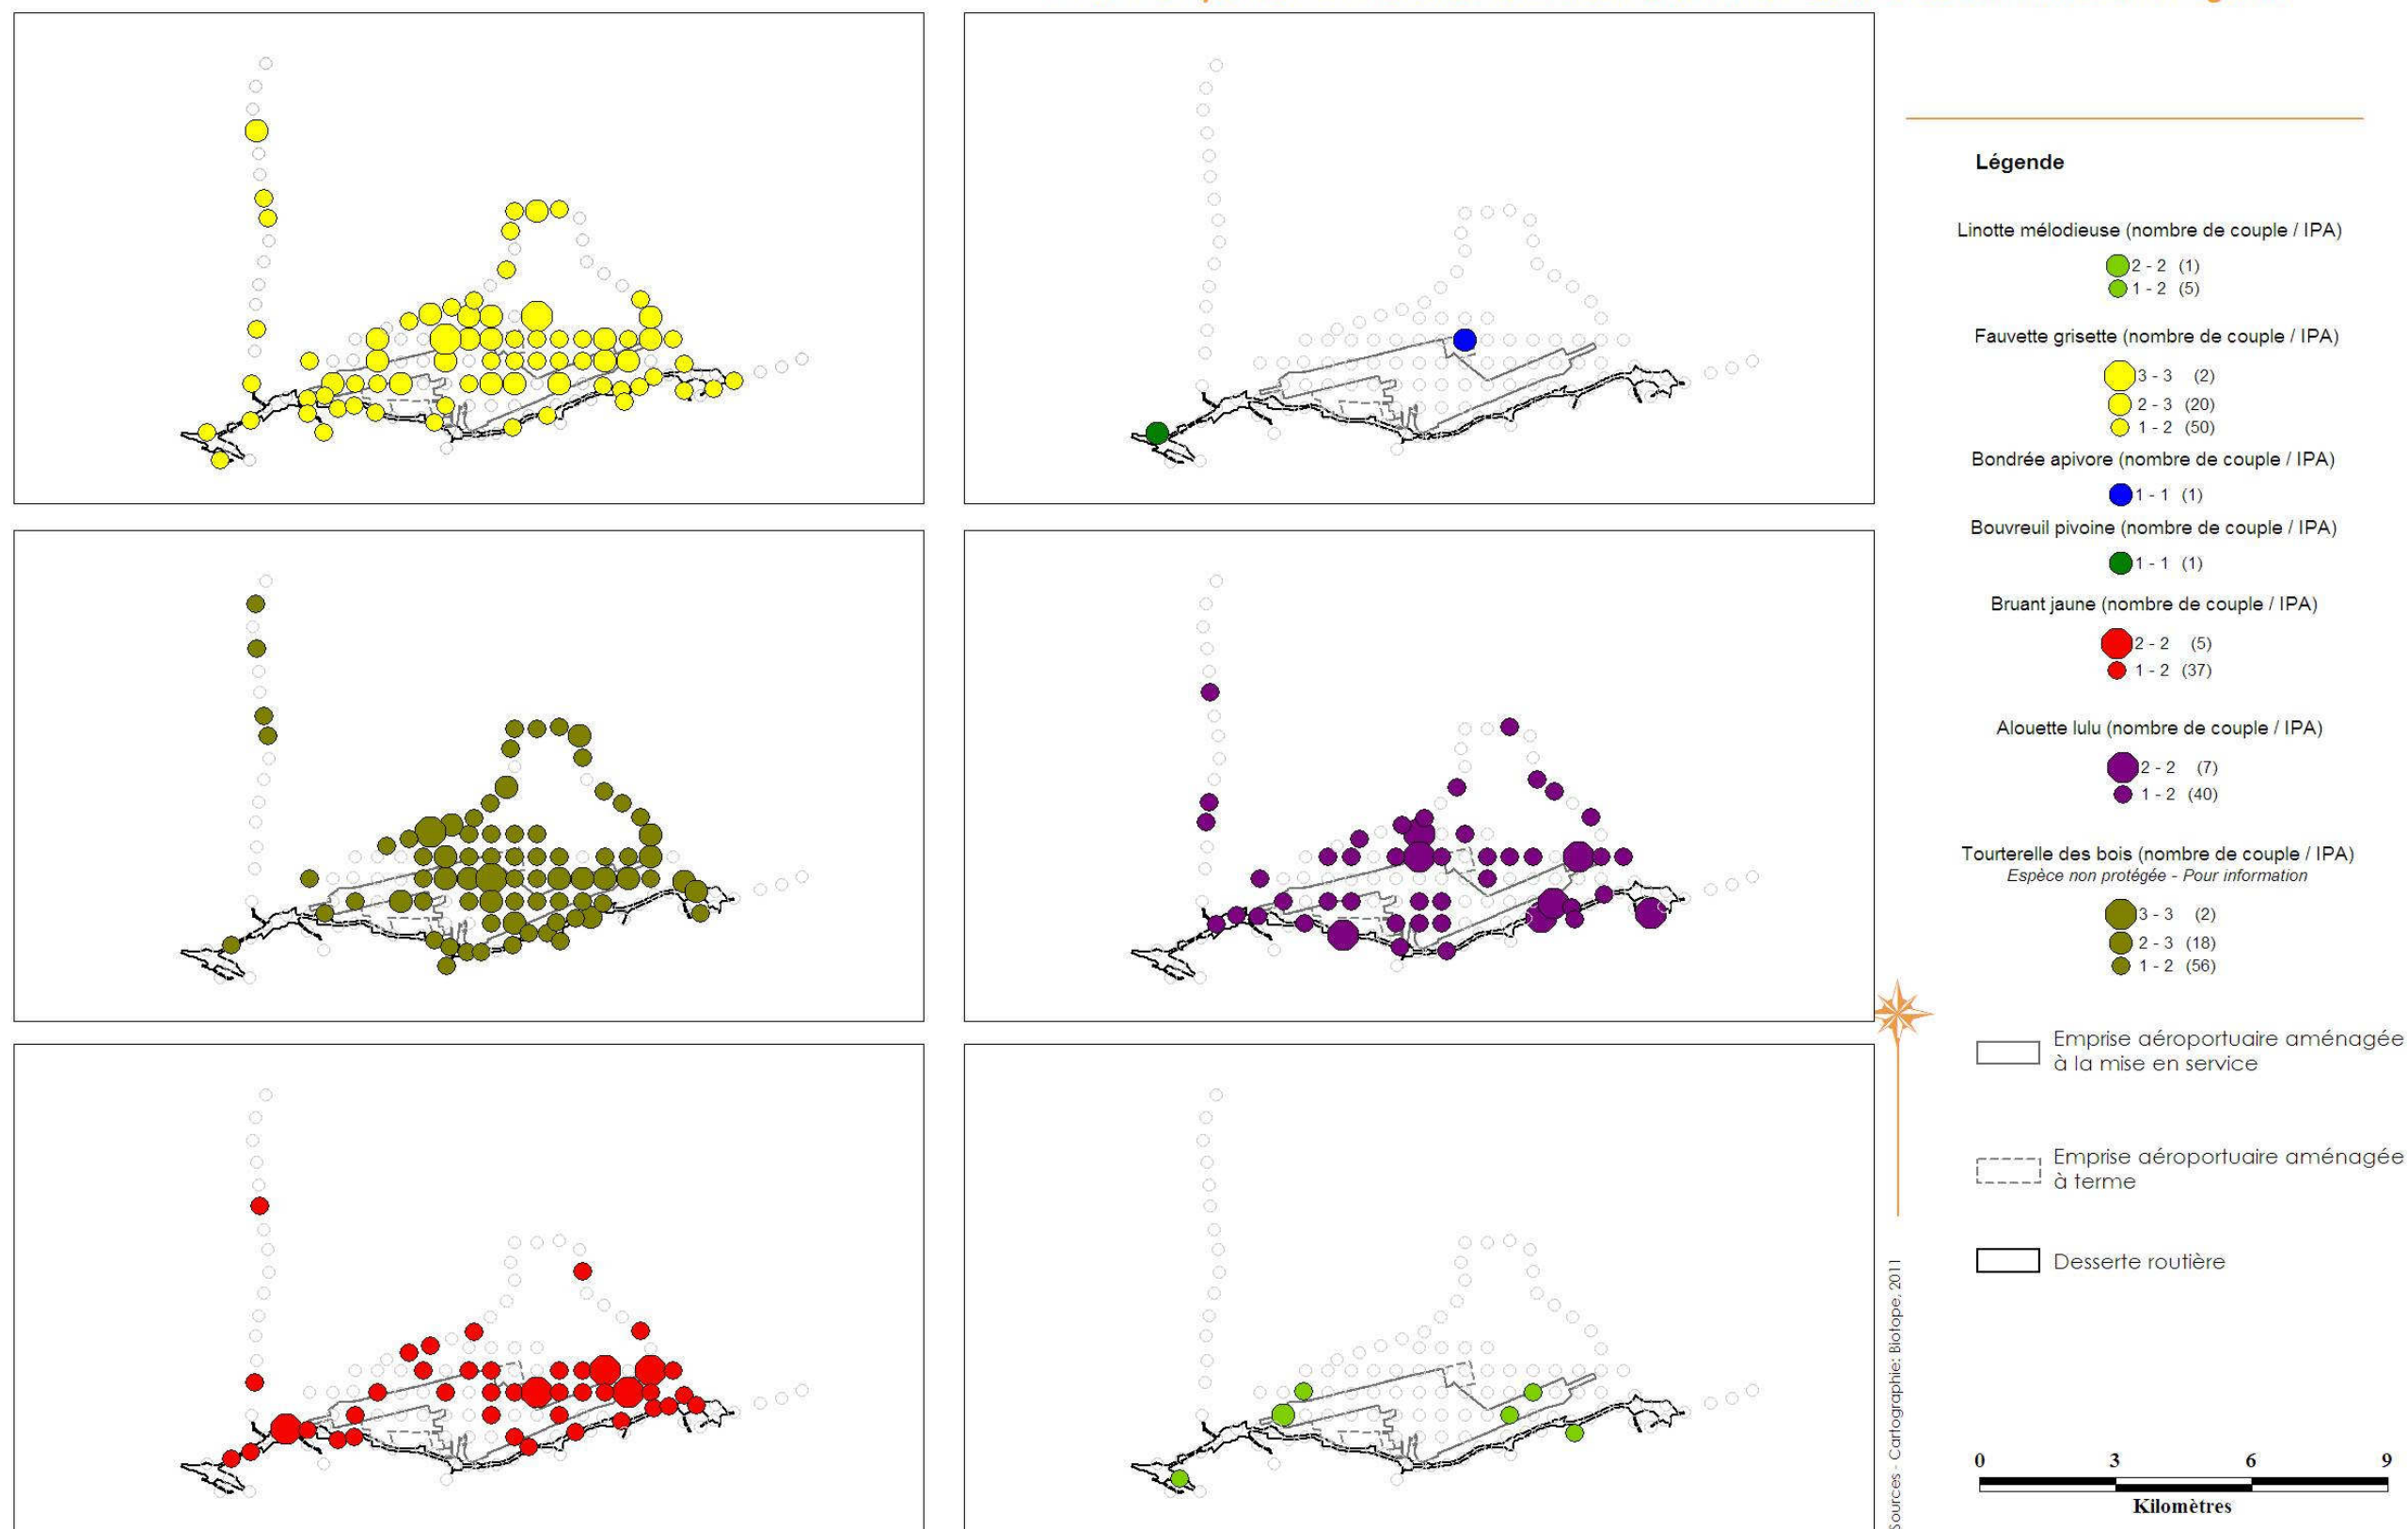 Légende
Linotte mélodieuse (nombre de couple / IPA)
2 - 2 (1)
1 - 2 (5)
Fauvette grisette (nombre de couple / IPA)
3 - 3 (2)
2 - 3 (20)
1 - 2 (50)
Bondrée apivore (nombre de couple / IPA)
1 - 1 (1)
Bouvreuil pivoine (nombre de couple / IPA)
1 - 1 (1)
Bruant jaune (nombre de couple / IPA)
2 - 2 (5)
1 - 2 (37)
Alouette lulu (nombre de couple / IPA)
2 - 2 (7)
1 - 2 (40)
Tourterelle des bois (nombre de couple / IPA)
Espèce non protégée - Pour information
3 - 3 (2)
2 - 3 (18)
1 - 2 (56)
Emprise aéroportuaire aménagée
à la mise en service
Emprise aéroportuaire aménagée
à terme
Desserte routière
0 3 6 9
Kilomètres
Sources - Cartographie: Biotope, 2011